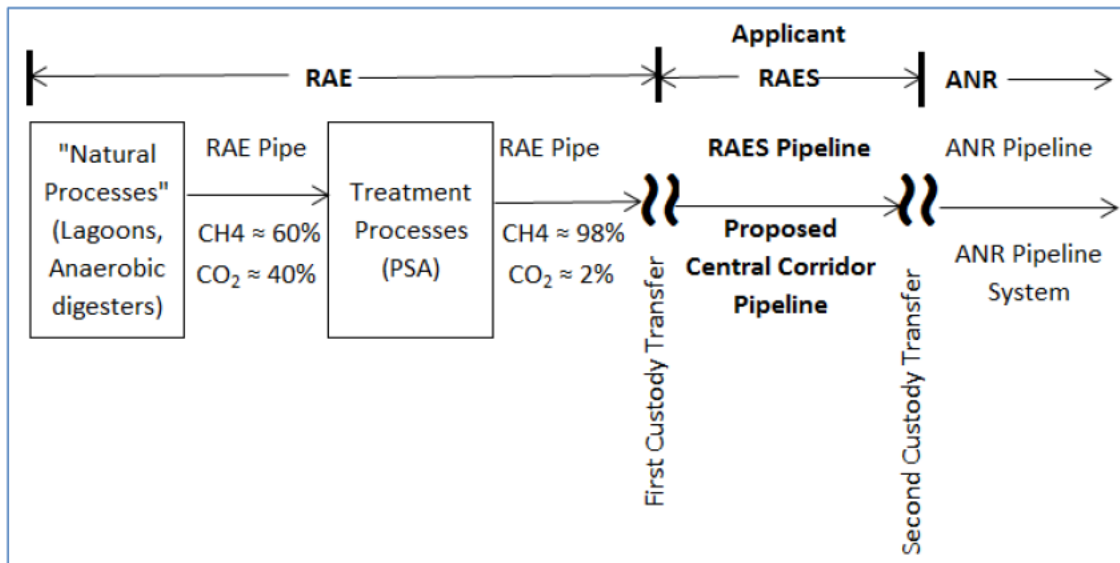 Applicant
RAE
RAES
ANR
"Natural
Processes"
(Lagoons,
Anaerobic
digesters)
RAE Pipe
CH4 ≈ 60%
CO₂ ≈ 40%
Treatment
Processes
(PSA)
RAE Pipe
CH4 ≈ 98%
CO₂ ≈ 2%
First Custody Transfer
RAES Pipeline
Proposed
Central Corridor
Pipeline
Second Custody Transfer
ANR Pipeline
ANR Pipeline
System